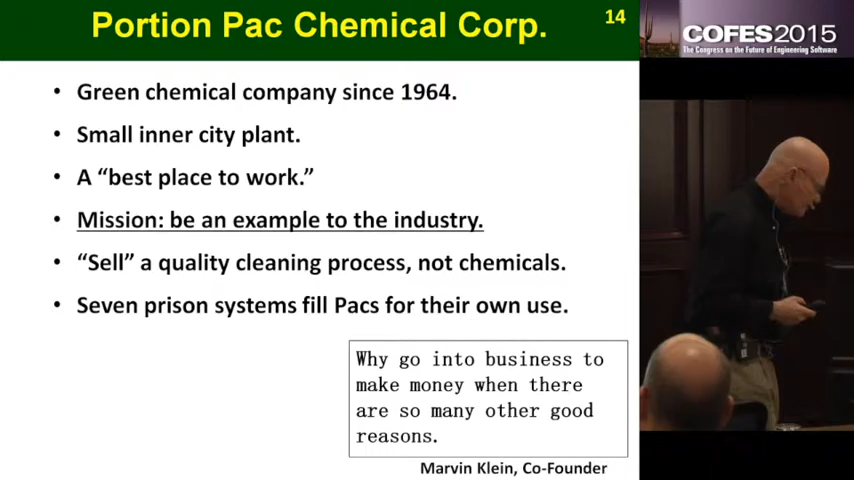 Portion Pac Chemical Corp.
14
COFES2015
The Congress on the Future of Engineering Software
• Green chemical company since 1964.
• Small inner city plant.
• A “best place to work.”
• Mission: be an example to the industry.
• “Sell” a quality cleaning process, not chemicals.
• Seven prison systems fill Pacs for their own use.
Why go into business to
make money when there
are so many other good
reasons.
Marvin Klein, Co-Founder